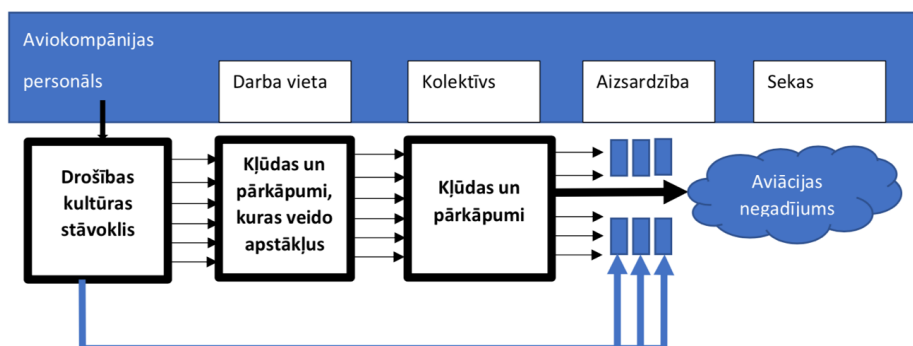 Aviokompānijas
personāls
Darba vieta
Kolektīvs
Aizsardzība
Sekas
Drošības
kultūras
stāvoklis
Kļūdas un
pārkāpumi,
kuras veido
apstākļus
Kļūdas un
pārkāpumi
Aviācijas
negadījums